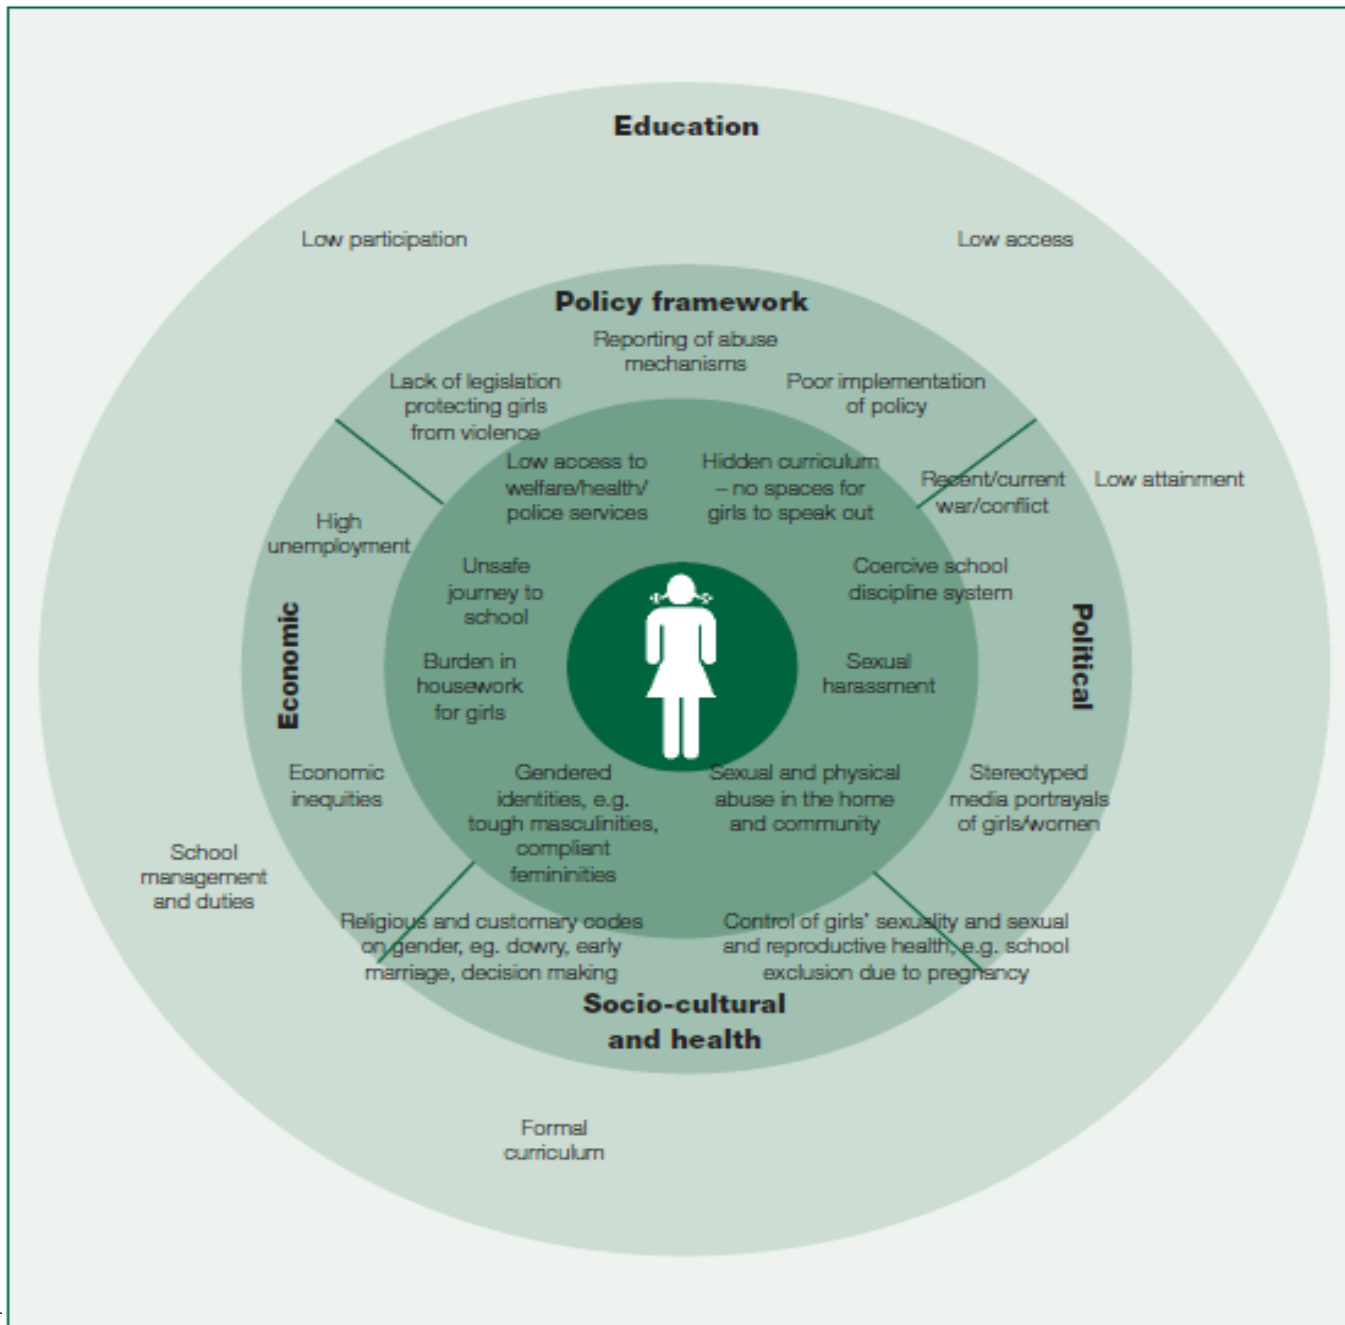 Education
Low participation
Low access
Policy framework
Reporting of abuse
mechanisms
Lack of legislation
protecting girls
from violence
Poor implementation
of policy
Low access to
welfare/health/
police services
Hidden curriculum
– no spaces for
girls to speak out
Recent/current
war/conflict
Low attainment
High
unemployment
Unsafe
journey to
school
Coercive school
discipline system
Economic
Burden in
housework
for girls
Sexual
harassment
Political
Economic
inequities
Gendered
identities, e.g.
tough masculinities,
compliant
femininities
Sexual and physical
abuse in the home
and community
Stereotyped
media portrayals
of girls/women
School
management
and duties
Religious and customary codes
on gender, eg. dowry, early
marriage, decision making
Control of girls' sexuality and sexual
and reproductive health, e.g. school
exclusion due to pregnancy
Socio-cultural
and health
Formal
curriculum